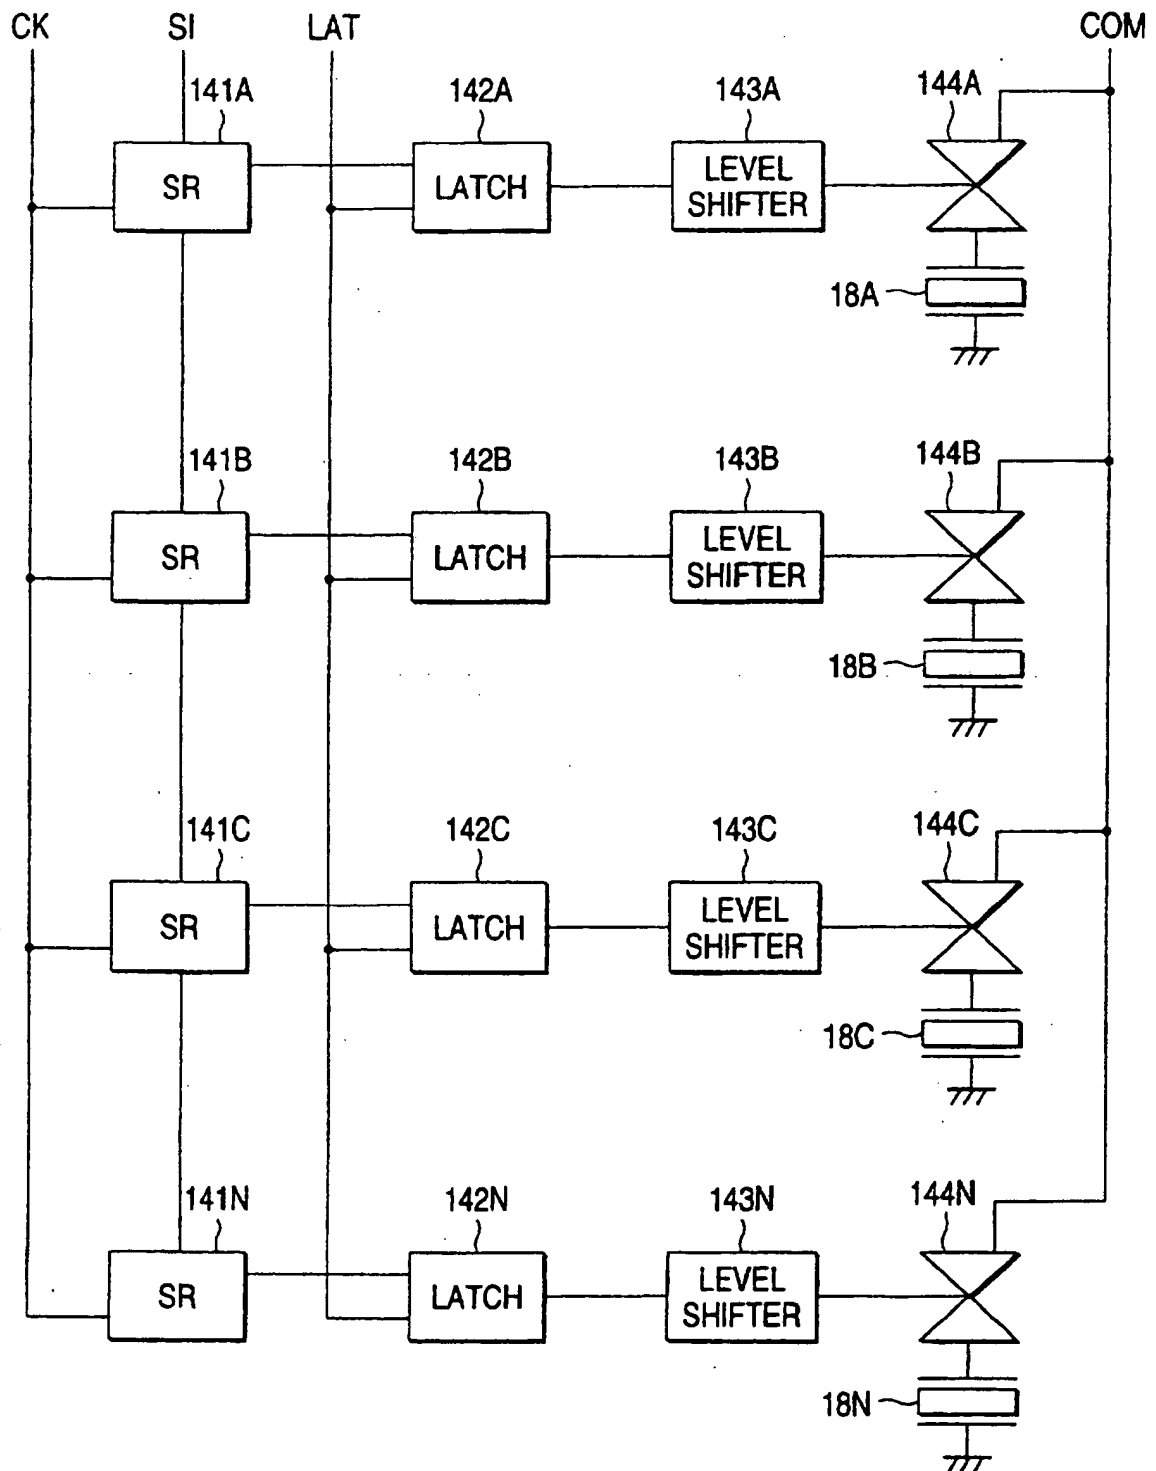 CK SI LAT COM
141A 142A 143A 144A
SR LATCH LEVEL SHIFTER
18A
141B 142B 143B 144B
SR LATCH LEVEL SHIFTER
18B
141C 142C 143C 144C
SR LATCH LEVEL SHIFTER
18C
141N 142N 143N 144N
SR LATCH LEVEL SHIFTER
18N